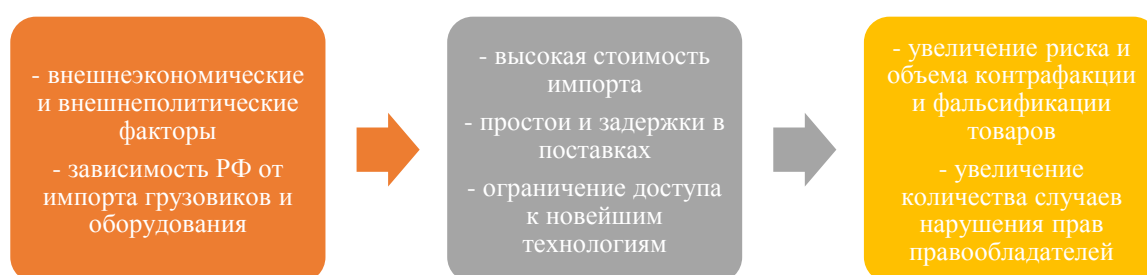 - внешнеэкономические
и внешнеполитические
факторы
- зависимость РФ от
импорта грузовиков и
оборудования
- высокая стоимость
импорта
- простои и задержки в
поставках
- ограничение доступа
к новейшим
технологиям
- увеличение риска и
объема контрафакции
и фальсификации
товаров
- увеличение
количества случаев
нарушения прав
правообладателей